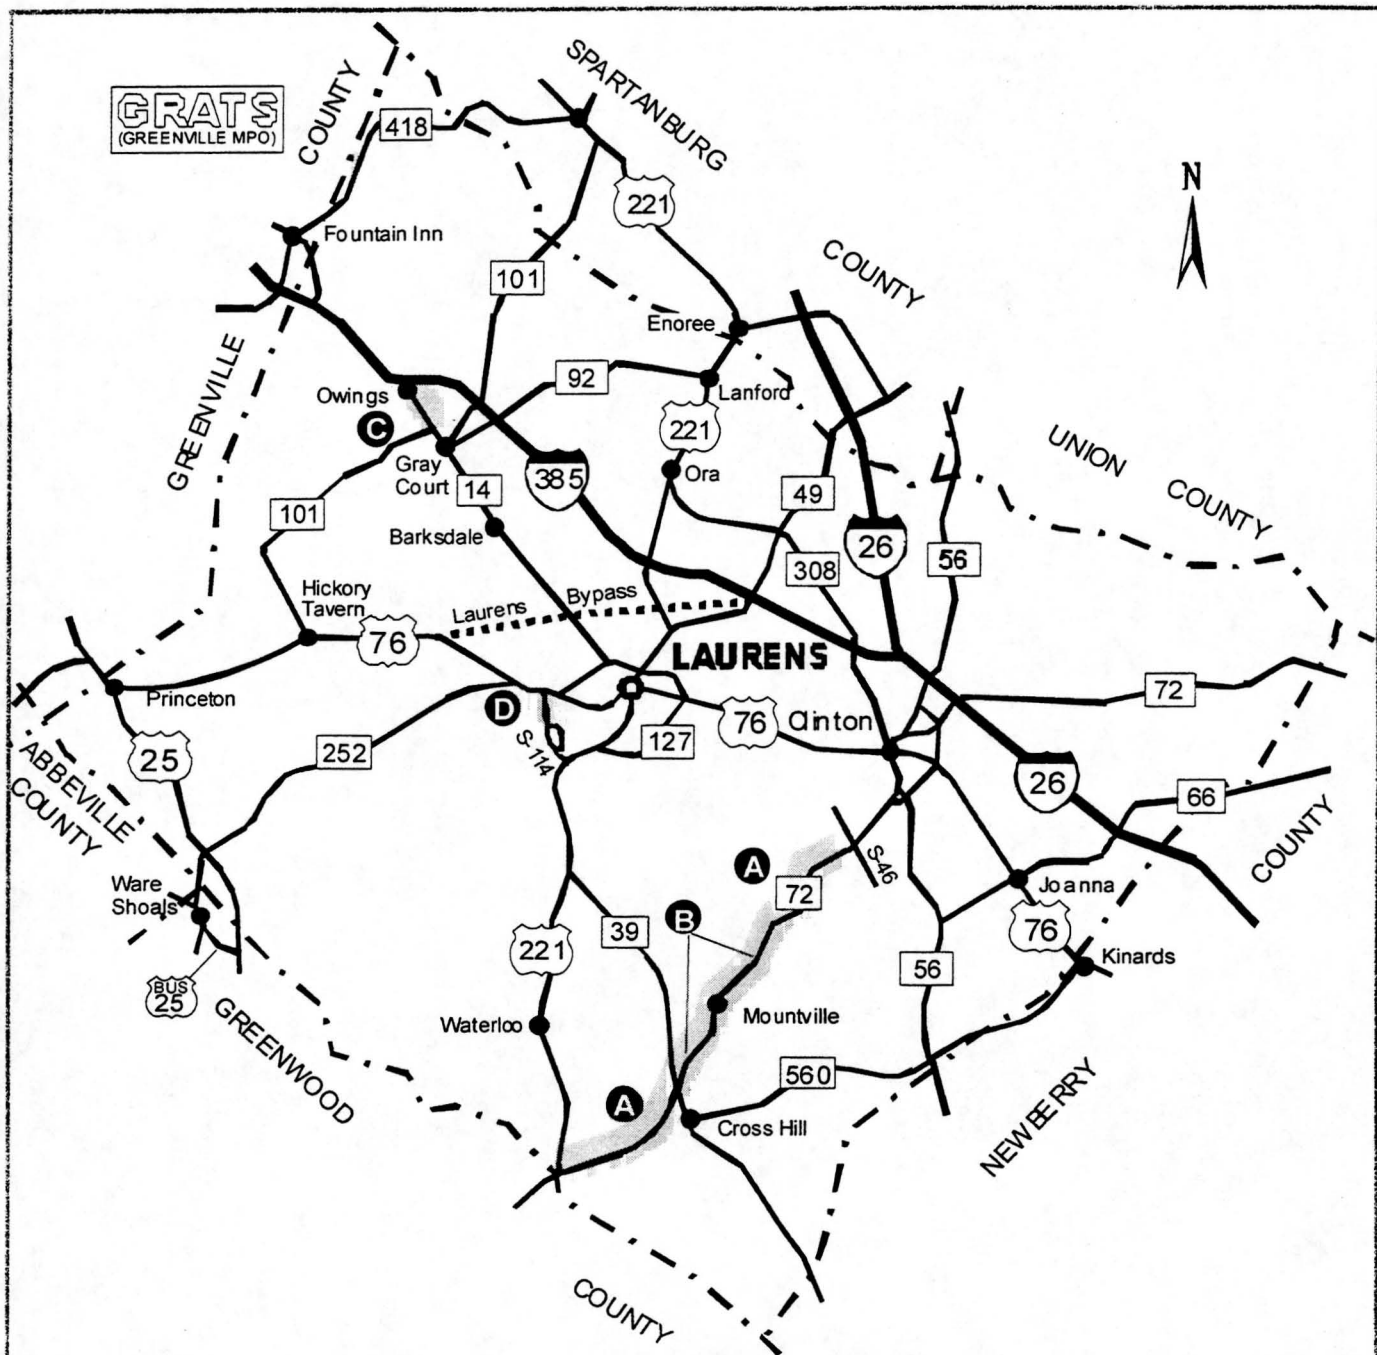 GRATS
(GREENVILLE MPO)
COUNTY
SPARTANBURG
418
221
N
Fountain Inn
101
COUNTY
Enoree
GREENVILLE
92
Owings
Lanford
C
221
UNION
Gray
Court
14
385
Ora
49
COUNTY
101
Barksdale
26
308
56
Hickory
Tavern
Laurens
Bypass
76
LAURENS
72
Princeton
D
76
Clinton
S-114
127
25
252
26
66
ABBEVILLE
COUNTY
COUNTY
A
S-46
Ware
Shoals
72
Joanna
B
39
221
76
56
Kinards
BUS
25
Mountville
Waterloo
GREENWOOD
560
A
Cross Hill
NEWBERRY
COUNTY